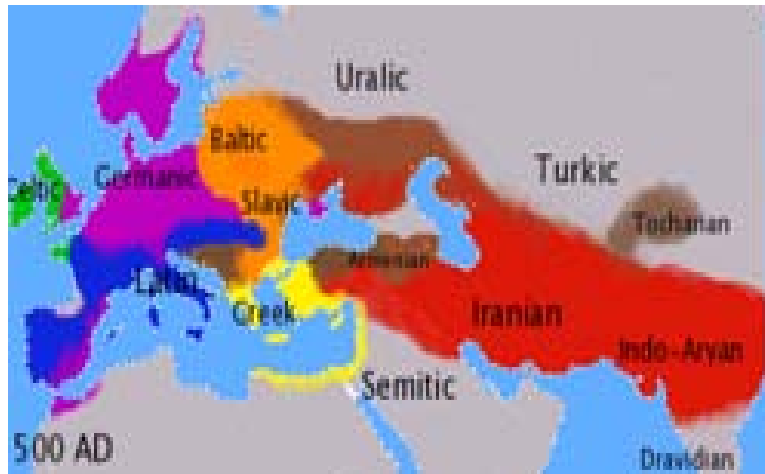 Uralic
Baltic
Turkic
Celtic
Germanic
Slavic
Tocharian
Armenian
Latin
Greek
Iranian
Indo-Aryan
Semitic
500 AD
Dravidian